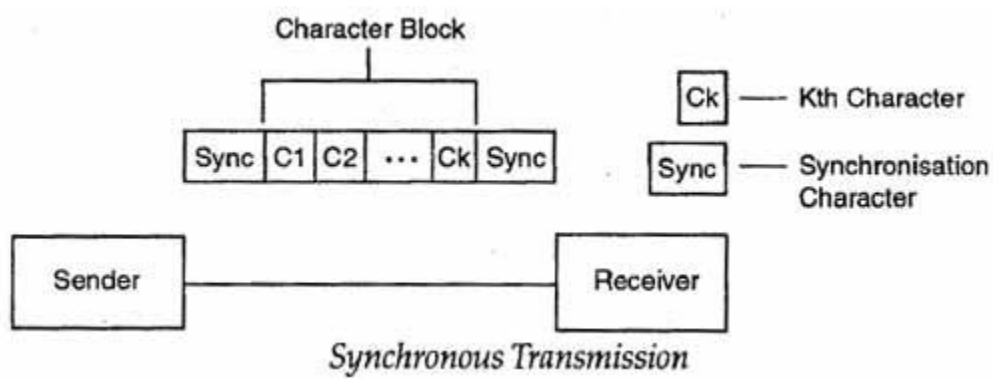 Character Block
Sync C1 C2 ... Ck Sync
Ck Kth Character
Sync Synchronisation
Character
Sender Receiver
Synchronous Transmission